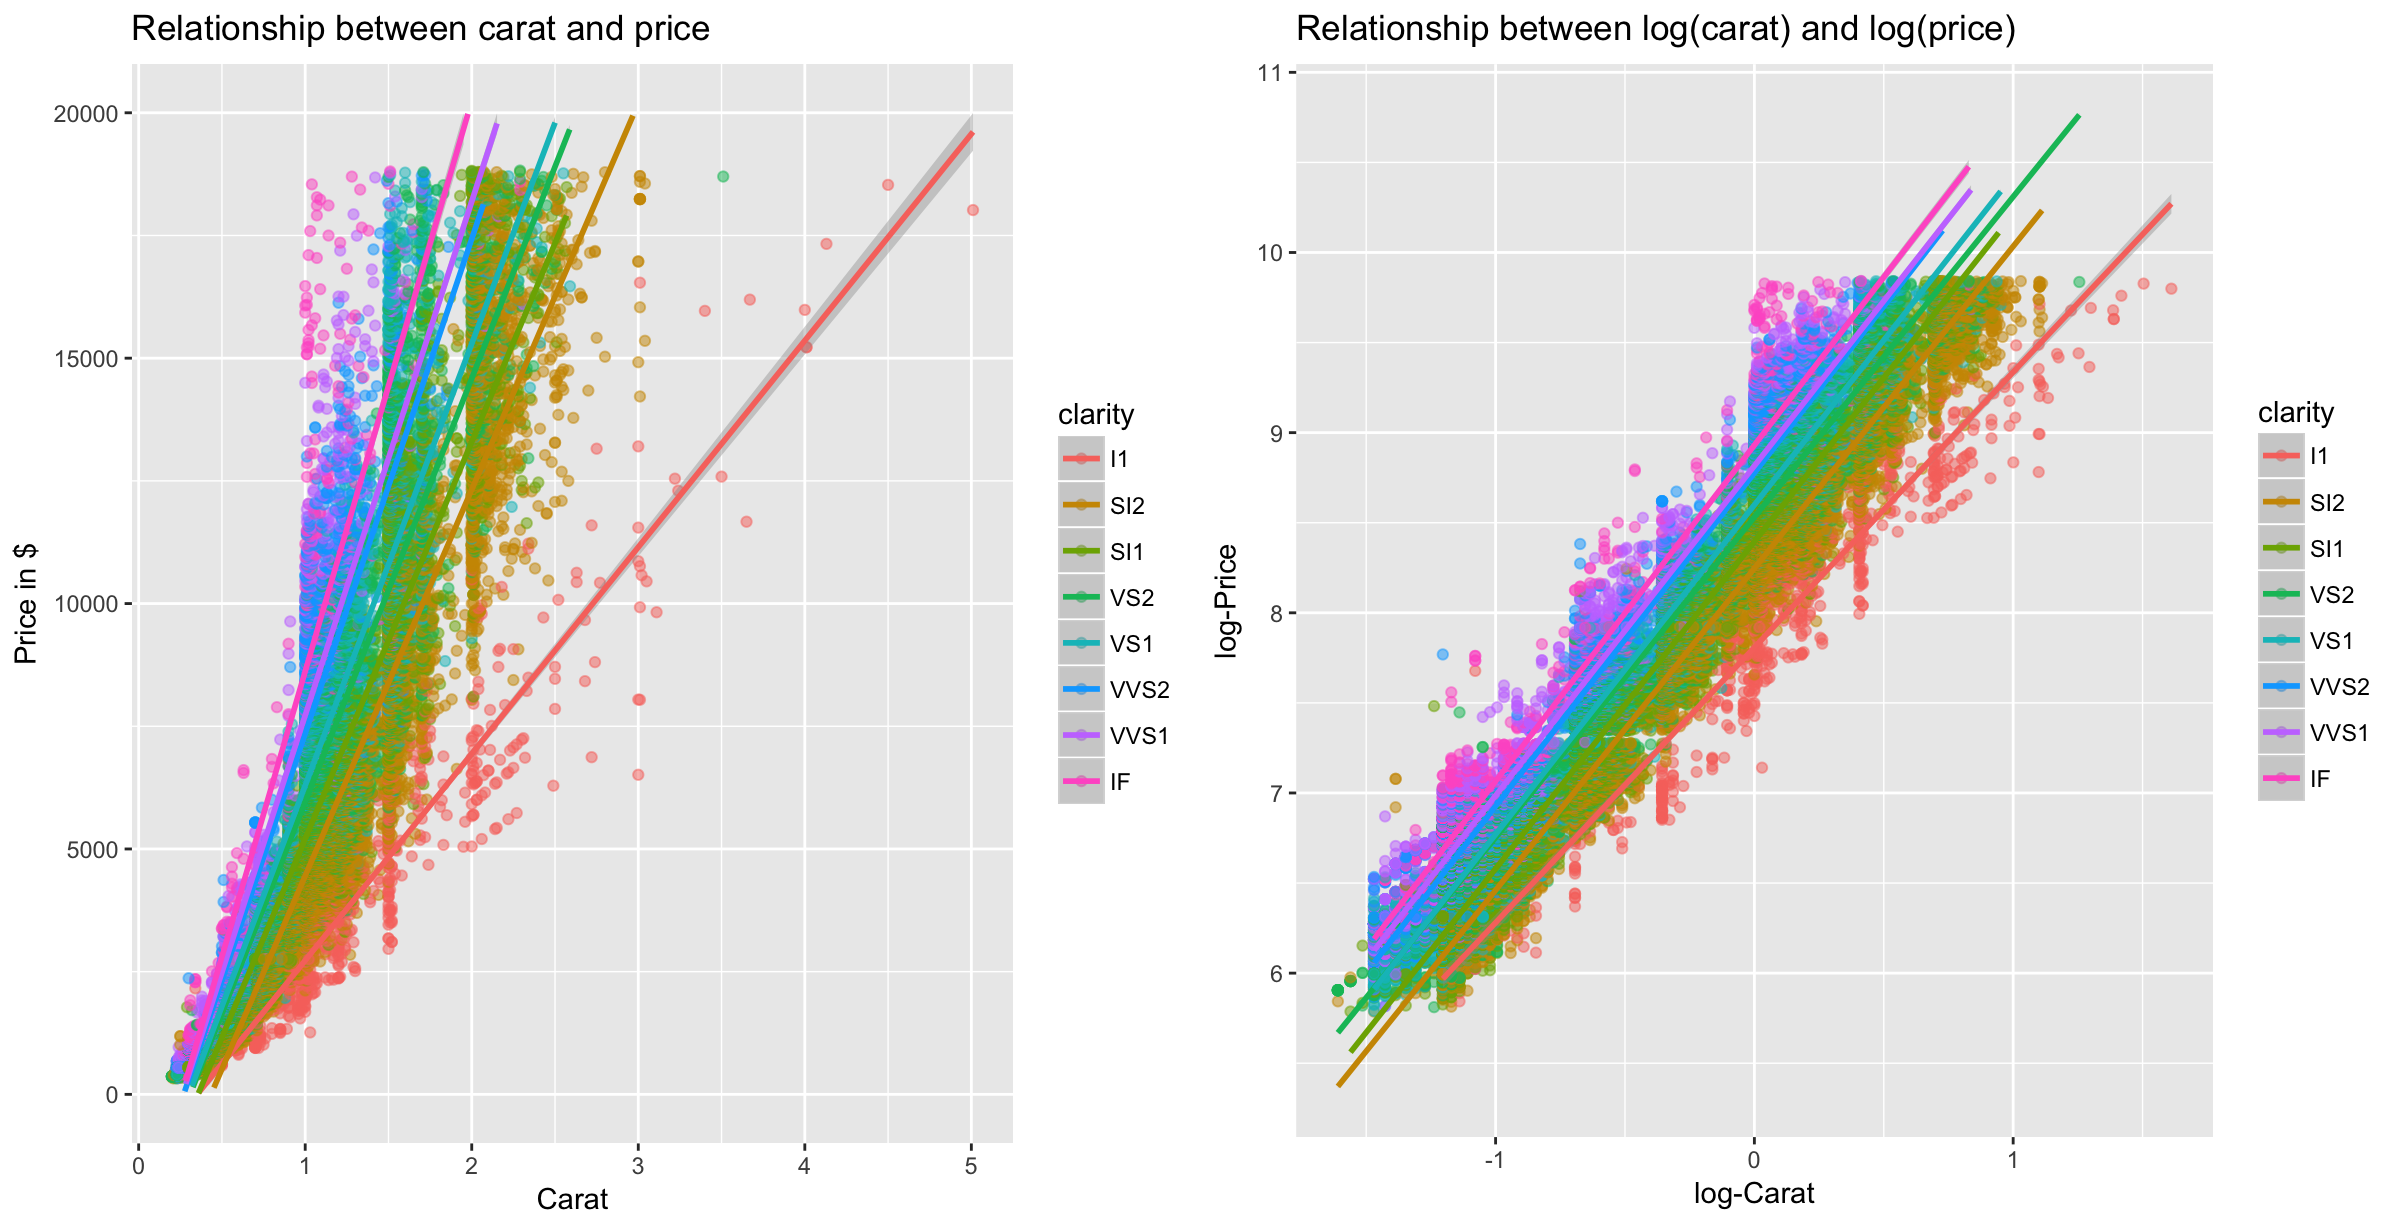 Relationship between carat and price
Price in $
20000
15000
10000
5000
0
0 1 2 3 4 5
Carat
clarity
I1
SI2
SI1
VS2
VS1
VVS2
VVS1
IF
Relationship between log(carat) and log(price)
log-Price
11
10
9
8
7
6
-1 0 1
log-Carat
clarity
I1
SI2
SI1
VS2
VS1
VVS2
VVS1
IF